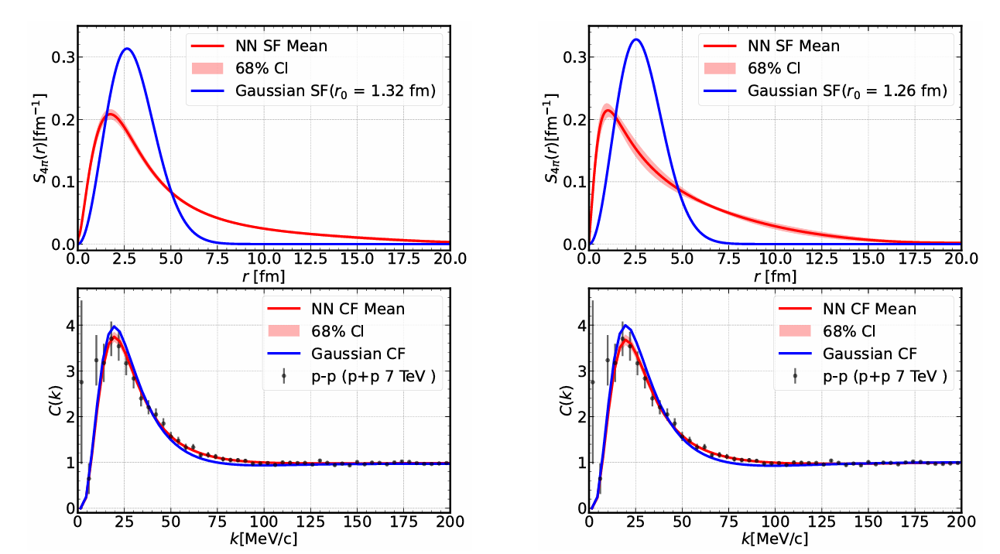 NN SF Mean
68% CI
Gaussian SF(r₀ = 1.32 fm)
S₄π(r)[fm⁻¹]
0.3
0.2
0.1
0.0
0.0 2.5 5.0 7.5 10.0 12.5 15.0 17.5 20.0
r [fm]
NN SF Mean
68% CI
Gaussian SF(r₀ = 1.26 fm)
S₄π(r)[fm⁻¹]
0.3
0.2
0.1
0.0
0.0 2.5 5.0 7.5 10.0 12.5 15.0 17.5 20.0
r [fm]
NN CF Mean
68% CI
Gaussian CF
p-p (p+p 7 TeV )
C(k)
4
3
2
1
0
0 25 50 75 100 125 150 175 200
k[MeV/c]
NN CF Mean
68% CI
Gaussian CF
p-p (p+p 7 TeV )
C(k)
4
3
2
1
0
0 25 50 75 100 125 150 175 200
k[MeV/c]